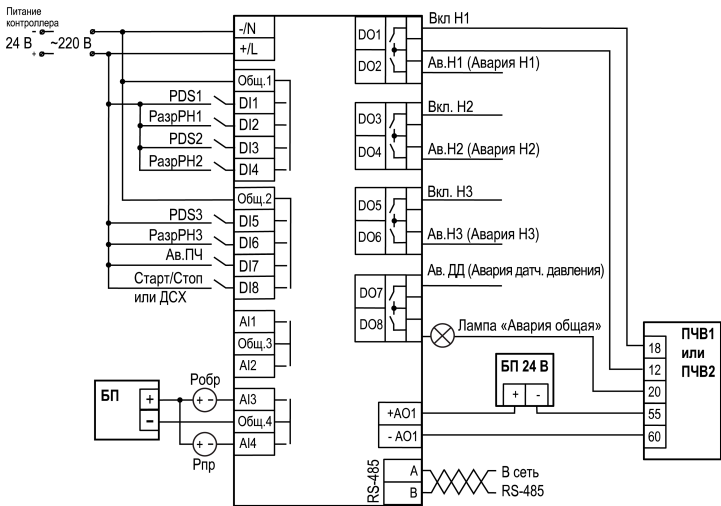 Питание
контроллера
- 24 В + ~220 В
-/N
+/L
Общ.1
PDS1 DI1
РазрРН1 DI2
PDS2 DI3
РазрРН2 DI4
Общ.2
PDS3 DI5
РазрРН3 DI6
Ав.ПЧ DI7
Старт/Стоп
или ДСХ
DI8
AI1
Общ.3
AI2
БП
+
−
Pобр
+ -
AI3
Общ.4
AI4
+ -
Pпр
DO1 Вкл Н1
DO2 Ав.Н1 (Авария Н1)
DO3 Вкл. Н2
DO4 Ав.Н2 (Авария Н2)
DO5 Вкл. Н3
DO6 Ав.Н3 (Авария Н3)
Ав. ДД (Авария датч. давления)
DO7
DO8
Лампа «Авария общая»
БП 24 В
+ -
+AO1
- AO1
RS-485
A
B
В сеть
RS-485
ПЧВ1
или
ПЧВ2
18
12
20
55
60